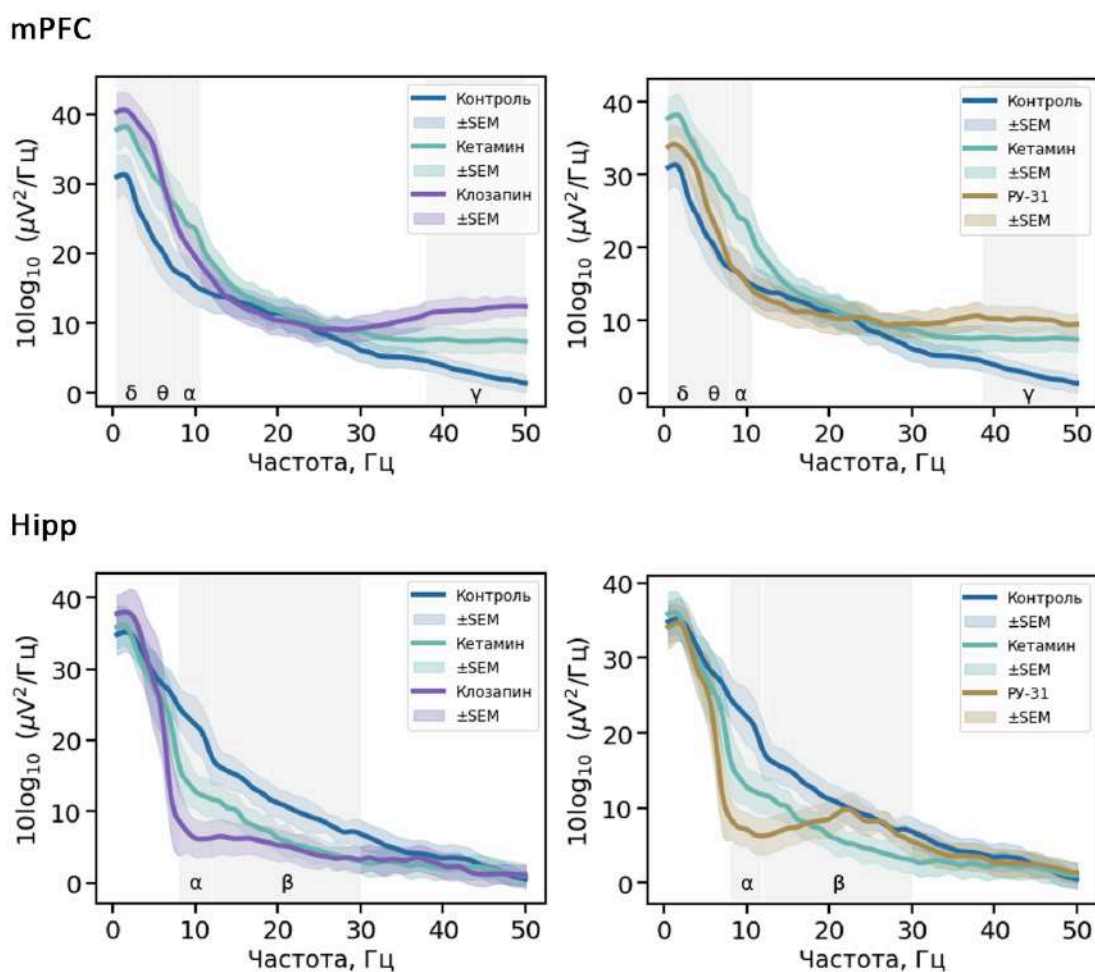 mPFC
10log₁₀ (μV²/Гц)
40
30
20
10
0
Контроль
±SEM
Кетамин
±SEM
Клозапин
±SEM
δ θ α γ
0 10 20 30 40 50
Частота, Гц
10log₁₀ (μV²/Гц)
40
30
20
10
0
Контроль
±SEM
Кетамин
±SEM
РУ-31
±SEM
δ θ α γ
0 10 20 30 40 50
Частота, Гц
Hipp
10log₁₀ (μV²/Гц)
40
30
20
10
0
Контроль
±SEM
Кетамин
±SEM
Клозапин
±SEM
α β
0 10 20 30 40 50
Частота, Гц
10log₁₀ (μV²/Гц)
40
30
20
10
0
Контроль
±SEM
Кетамин
±SEM
РУ-31
±SEM
α β
0 10 20 30 40 50
Частота, Гц